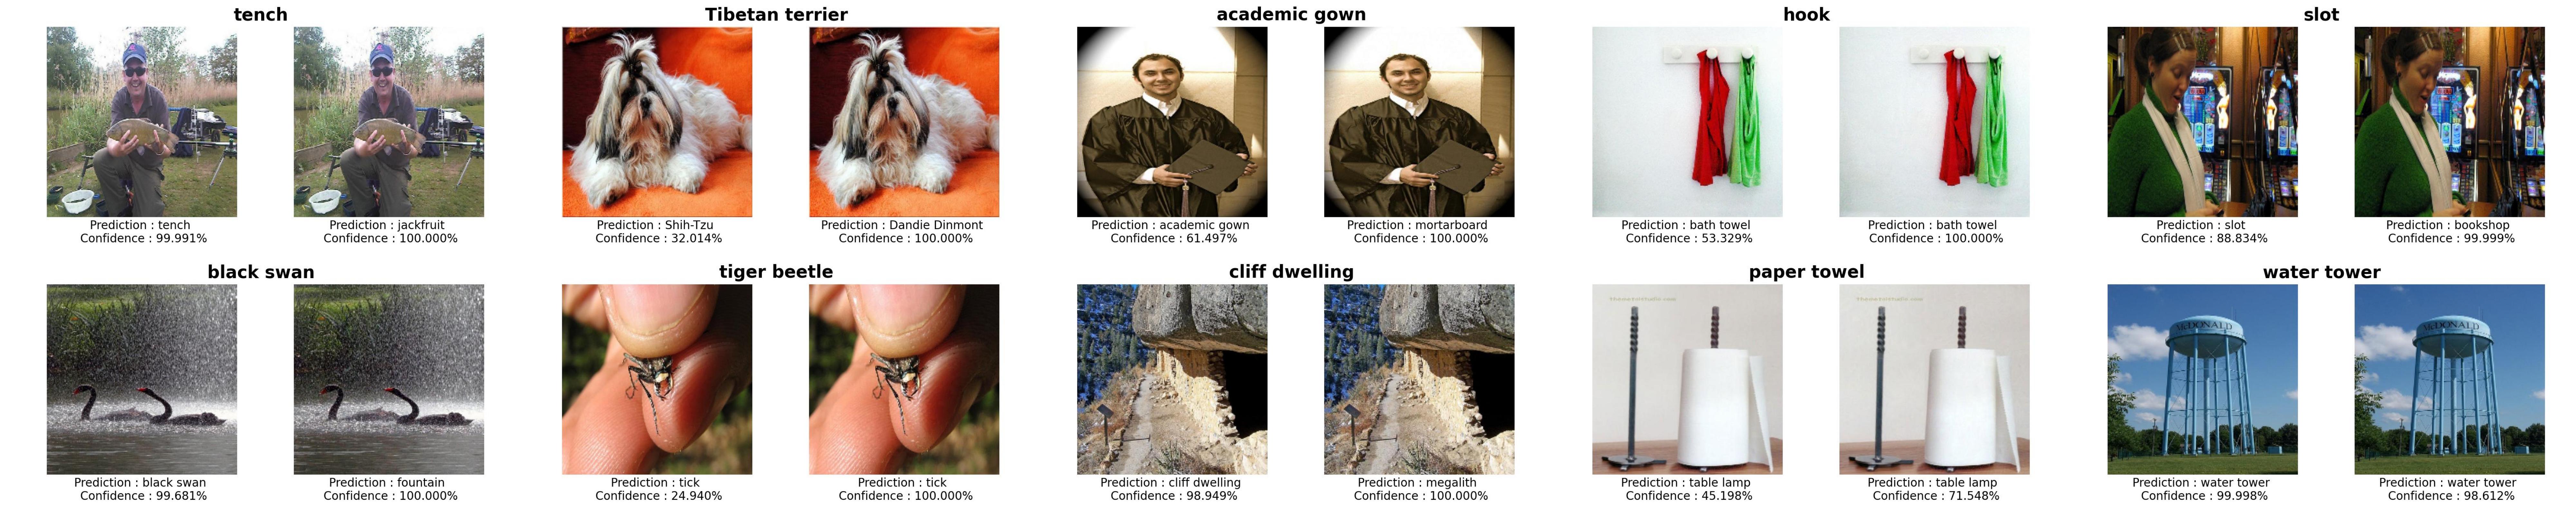 tench
Prediction : tench
Confidence : 99.991%
Prediction : jackfruit
Confidence : 100.000%
Tibetan terrier
Prediction : Shih-Tzu
Confidence : 32.014%
Prediction : Dandie Dinmont
Confidence : 100.000%
academic gown
Prediction : academic gown
Confidence : 61.497%
Prediction : mortarboard
Confidence : 100.000%
hook
Prediction : bath towel
Confidence : 53.329%
Prediction : bath towel
Confidence : 100.000%
slot
Prediction : slot
Confidence : 88.834%
Prediction : bookshop
Confidence : 99.999%
black swan
Prediction : black swan
Confidence : 99.681%
Prediction : fountain
Confidence : 100.000%
tiger beetle
Prediction : tick
Confidence : 24.940%
Prediction : tick
Confidence : 100.000%
cliff dwelling
Prediction : cliff dwelling
Confidence : 98.949%
Prediction : megalith
Confidence : 100.000%
paper towel
Prediction : table lamp
Confidence : 45.198%
Prediction : table lamp
Confidence : 71.548%
water tower
McDONALD
Prediction : water tower
Confidence : 99.998%
McDONALD
Prediction : water tower
Confidence : 98.612%